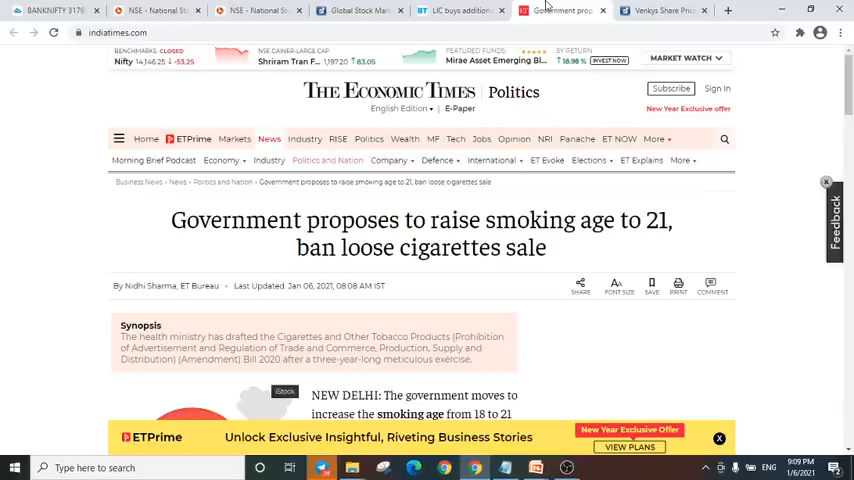 BANKNIFTY 3179
NSE - National S
NSE - National St
Global Stock Mar
LIC buys addition
Government prop
Venkys Share Pric
indiatimes.com
BENCHMARKS CLOSED
Nifty 14,146.25 -53.25
NSE GAINER-LARGE CAP
Shriram Tran F... 1,197.20 83.05
FEATURED FUNDS
Mirae Asset Emerging Bl...
5Y RETURN
18.98 % INVEST NOW
MARKET WATCH
THE ECONOMIC TIMES | Politics
English Edition | E-Paper
Subscribe Sign In
New Year Exclusive offer
Home ETPrime Markets News Industry RISE Politics Wealth MF Tech Jobs Opinion NRI Panache ET NOW More
Morning Brief Podcast Economy Industry Politics and Nation Company Defence International ET Evoke Elections ET Explains More
Business News › News › Politics and Nation › Government proposes to raise smoking age to 21, ban loose cigarettes sale
Feedback
Government proposes to raise smoking age to 21,
ban loose cigarettes sale
By Nidhi Sharma, ET Bureau • Last Updated: Jan 06, 2021, 08:08 AM IST
SHARE FONT SIZE SAVE PRINT COMMENT
Synopsis
The health ministry has drafted the Cigarettes and Other Tobacco Products (Prohibition
of Advertisement and Regulation of Trade and Commerce, Production, Supply and
Distribution) (Amendment) Bill 2020 after a three-year-long meticulous exercise.
iStock
NEW DELHI: The government moves to
increase the smoking age from 18 to 21
ETPrime
Unlock Exclusive Insightful, Riveting Business Stories
New Year Exclusive Offer
VIEW PLANS
Type here to search
ENG
9:09 PM
1/6/2021